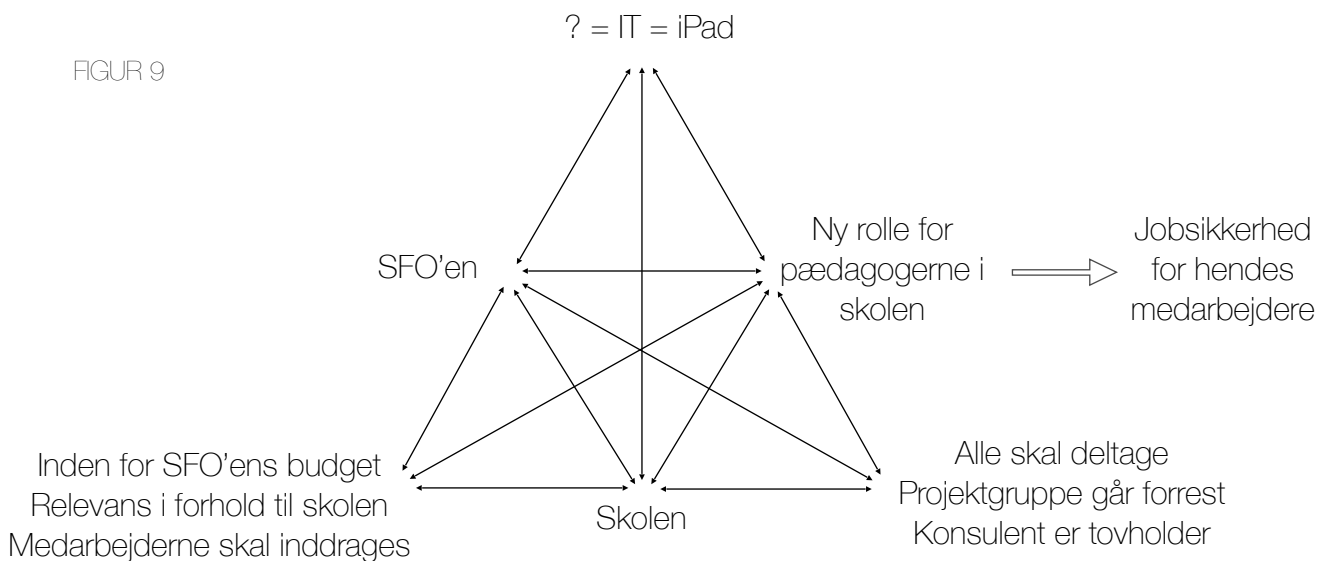 ? = IT = iPad
FIGUR 9
SFO'en
Ny rolle for
pædagogerne i
skolen
Jobsikkerhed
for hendes
medarbejdere
Inden for SFO'ens budget
Relevans i forhold til skolen
Medarbejderne skal inddrages
Skolen
Alle skal deltage
Projektgruppe går forrest
Konsulent er tovholder